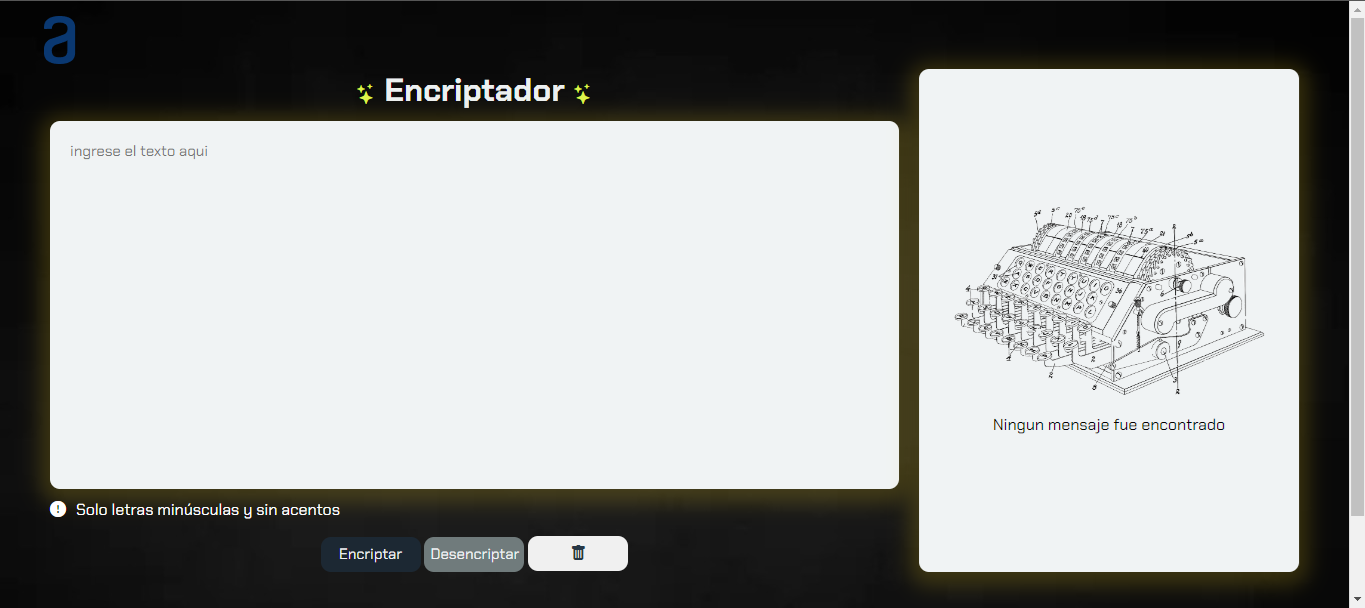 a
Encriptador
ingrese el texto aqui
Solo letras minúsculas y sin acentos
Encriptar
Desencriptar
Ningun mensaje fue encontrado